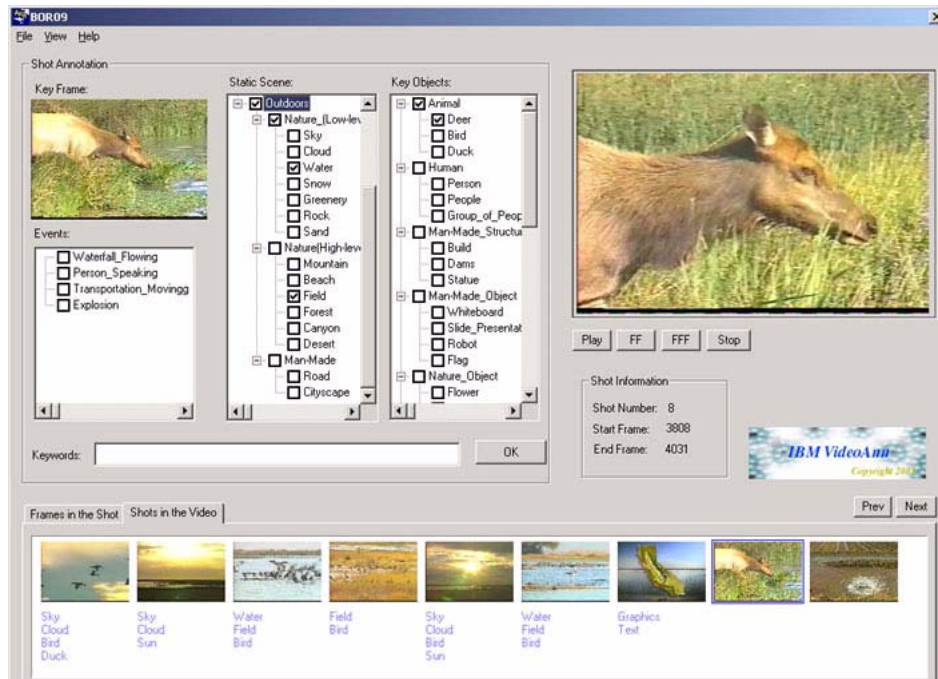 BOR09
File View Help
Shot Annotation
Key Frame:
Events:
Waterfall_Flowing
Person_Speaking
Transportation_Movingg
Explosion
Static Scene:
Outdoors
Nature_(Low-lev
Sky
Cloud
Water
Snow
Greenery
Rock
Sand
Nature(High-leve
Mountain
Beach
Field
Forest
Canyon
Desert
Man-Made
Road
Cityscape
Key Objects:
Animal
Deer
Bird
Duck
Human
Person
People
Group_of_Peop
Man-Made_Structur
Build
Dams
Statue
Man-Made_Object
Whiteboard
Slide_Presentat
Robot
Flag
Nature_Object
Flower
Keywords:
OK
Play FF FFF Stop
Shot Information
Shot Number: 8
Start Frame: 3808
End Frame: 4031
IBM VideoAnn
Copyright
Prev Next
Frames in the Shot Shots in the Video
Sky
Cloud
Bird
Duck
Sky
Cloud
Sun
Water
Field
Bird
Field
Bird
Sky
Cloud
Bird
Sun
Water
Field
Bird
Graphics
Text